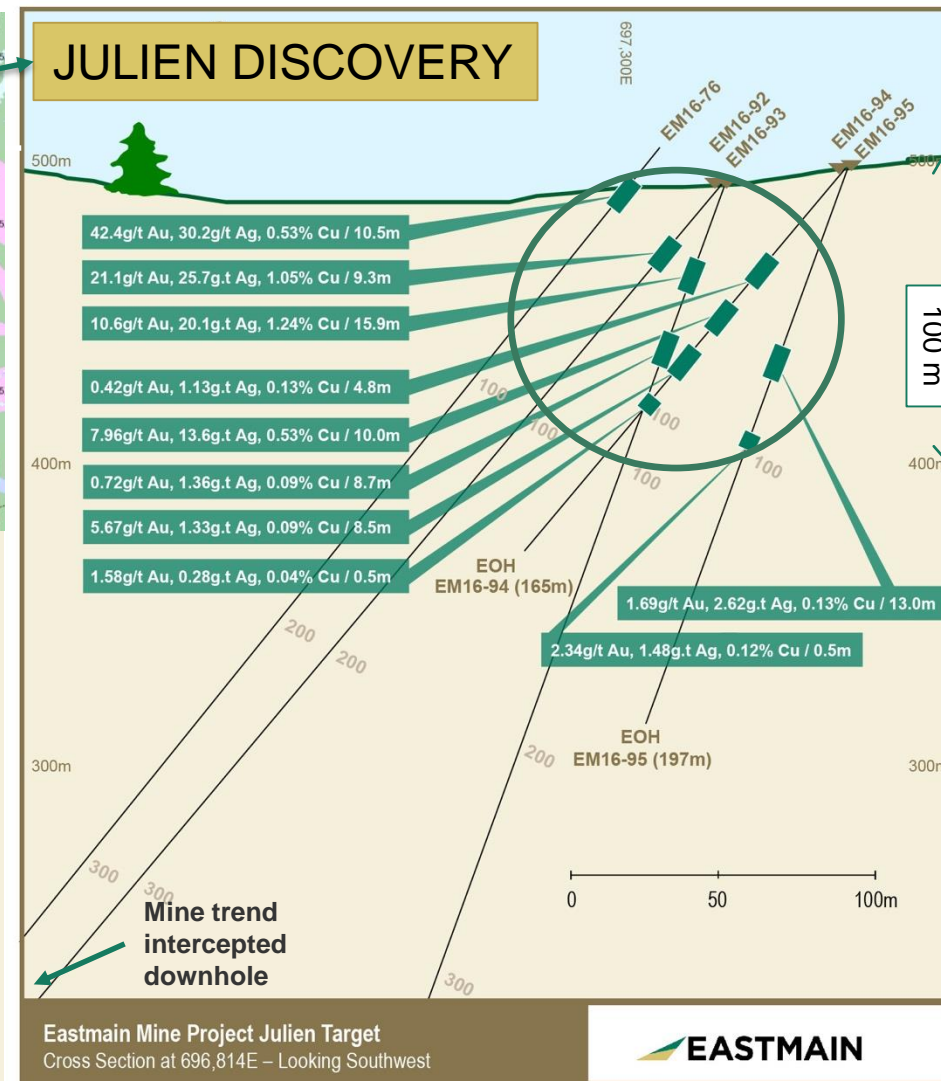 JULIEN DISCOVERY
697,300E
EM16-76
EM16-92
EM16-93
EM16-94
EM16-95
500m
500m
42.4g/t Au, 30.2g/t Ag, 0.53% Cu / 10.5m
21.1g/t Au, 25.7g.t Ag, 1.05% Cu / 9.3m
10.6g/t Au, 20.1g.t Ag, 1.24% Cu / 15.9m
0.42g/t Au, 1.13g.t Ag, 0.13% Cu / 4.8m
7.96g/t Au, 13.6g.t Ag, 0.53% Cu / 10.0m
0.72g/t Au, 1.36g.t Ag, 0.09% Cu / 8.7m
5.67g/t Au, 1.33g.t Ag, 0.09% Cu / 8.5m
1.58g/t Au, 0.28g.t Ag, 0.04% Cu / 0.5m
100 m
100
100
100
100
100
400m
400m
EOH
EM16-94 (165m)
1.69g/t Au, 2.62g.t Ag, 0.13% Cu / 13.0m
2.34g/t Au, 1.48g.t Ag, 0.12% Cu / 0.5m
200
200
200
EOH
EM16-95 (197m)
300m
300m
300
300
300
0
50
100m
Mine trend
intercepted
downhole
Eastmain Mine Project Julien Target
Cross Section at 696,814E – Looking Southwest
EASTMAIN